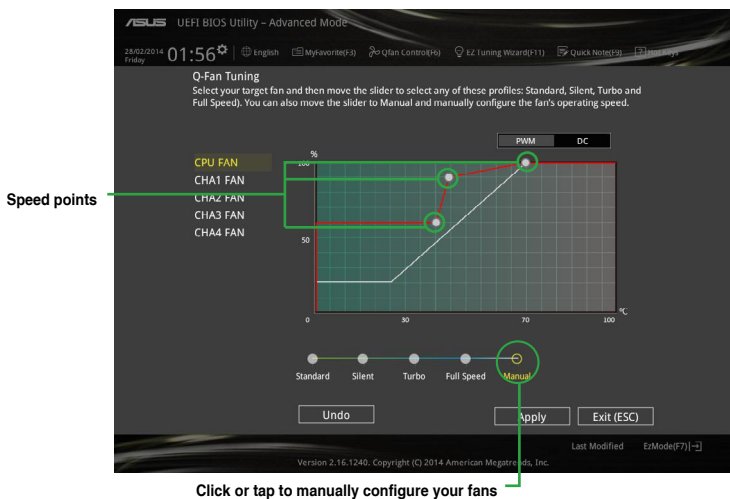 ASUS UEFI BIOS Utility – Advanced Mode
28/02/2014 Friday 01:56 English MyFavorite(F3) Qfan Control(F6) EZ Tuning Wizard(F11) Quick Note(F9) Hot Keys
Q-Fan Tuning
Select your target fan and then move the slider to select any of these profiles: Standard, Silent, Turbo and
Full Speed). You can also move the slider to Manual and manually configure the fan's operating speed.
PWM DC
%
CPU FAN 100
CHA1 FAN
Speed points
CHA2 FAN
CHA3 FAN
CHA4 FAN
50
°C
0 30 70 100
Standard Silent Turbo Full Speed Manual
Undo Apply Exit (ESC)
Last Modified EzMode(F7)
Version 2.16.1240. Copyright (C) 2014 American Megatrends, Inc.
Click or tap to manually configure your fans